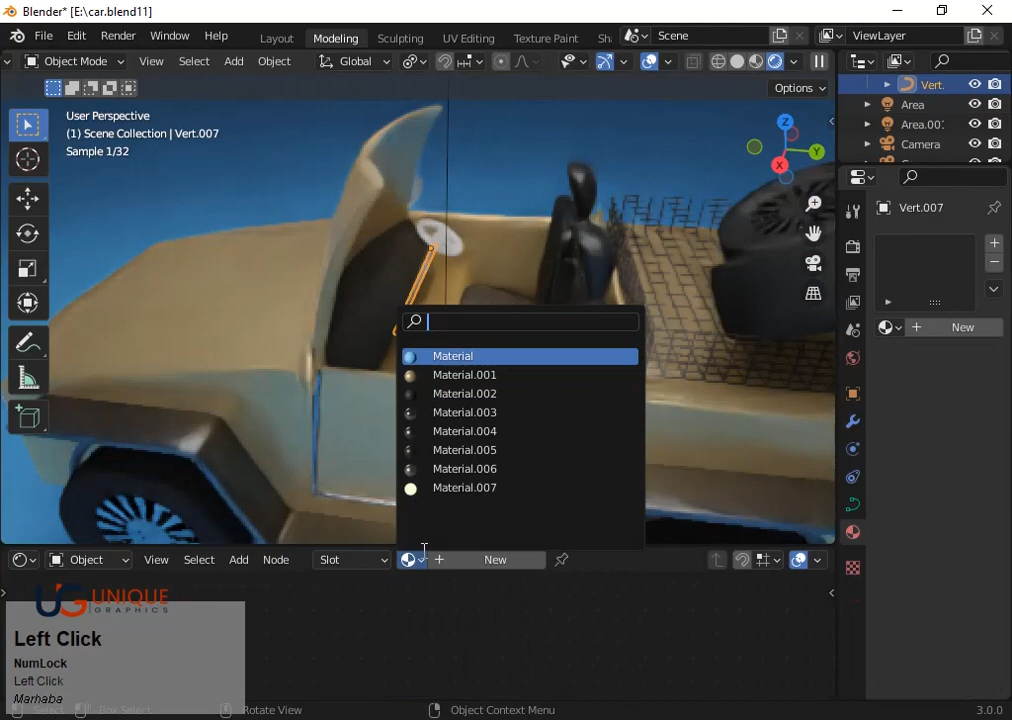 Blender* [E:\car.blend11]
File Edit Render Window Help Layout Modeling Sculpting UV Editing Texture Paint Sh Scene ViewLayer
Object Mode View Select Add Object Global
Options
User Perspective
(1) Scene Collection | Vert.007
Sample 1/32
Z
Y
X
Vert.
Area
Area.00
Camera
Vert.007
New
Material
Material.001
Material.002
Material.003
Material.004
Material.005
Material.006
Material.007
Object View Select Add Node Slot New
UG UNIQUE
GRAPHICS
Left Click
NumLock
Left Click
Marhaba
Select Box Select Rotate View Object Context Menu 3.0.0